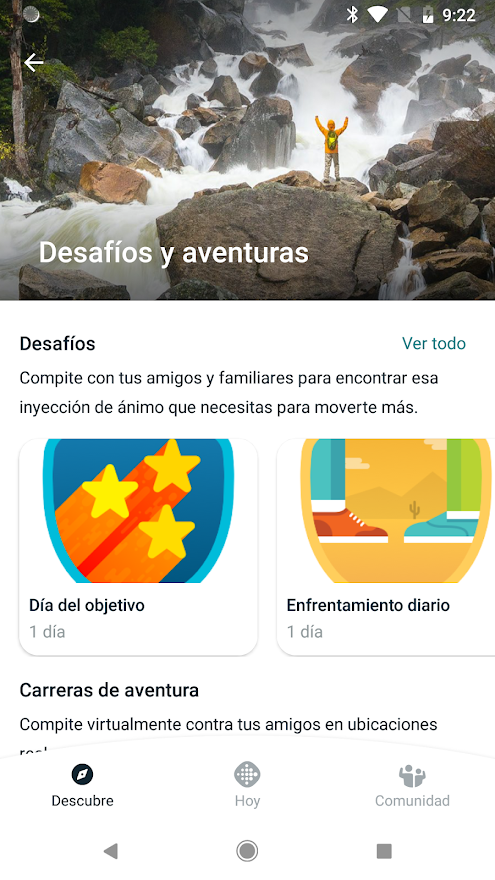 9:22
Desafíos y aventuras
Desafíos
Ver todo
Compite con tus amigos y familiares para encontrar esa
inyección de ánimo que necesitas para moverte más.
Día del objetivo
1 día
Enfrentamiento diario
1 día
Carreras de aventura
Compite virtualmente contra tus amigos en ubicaciones
Descubre
Hoy
Comunidad